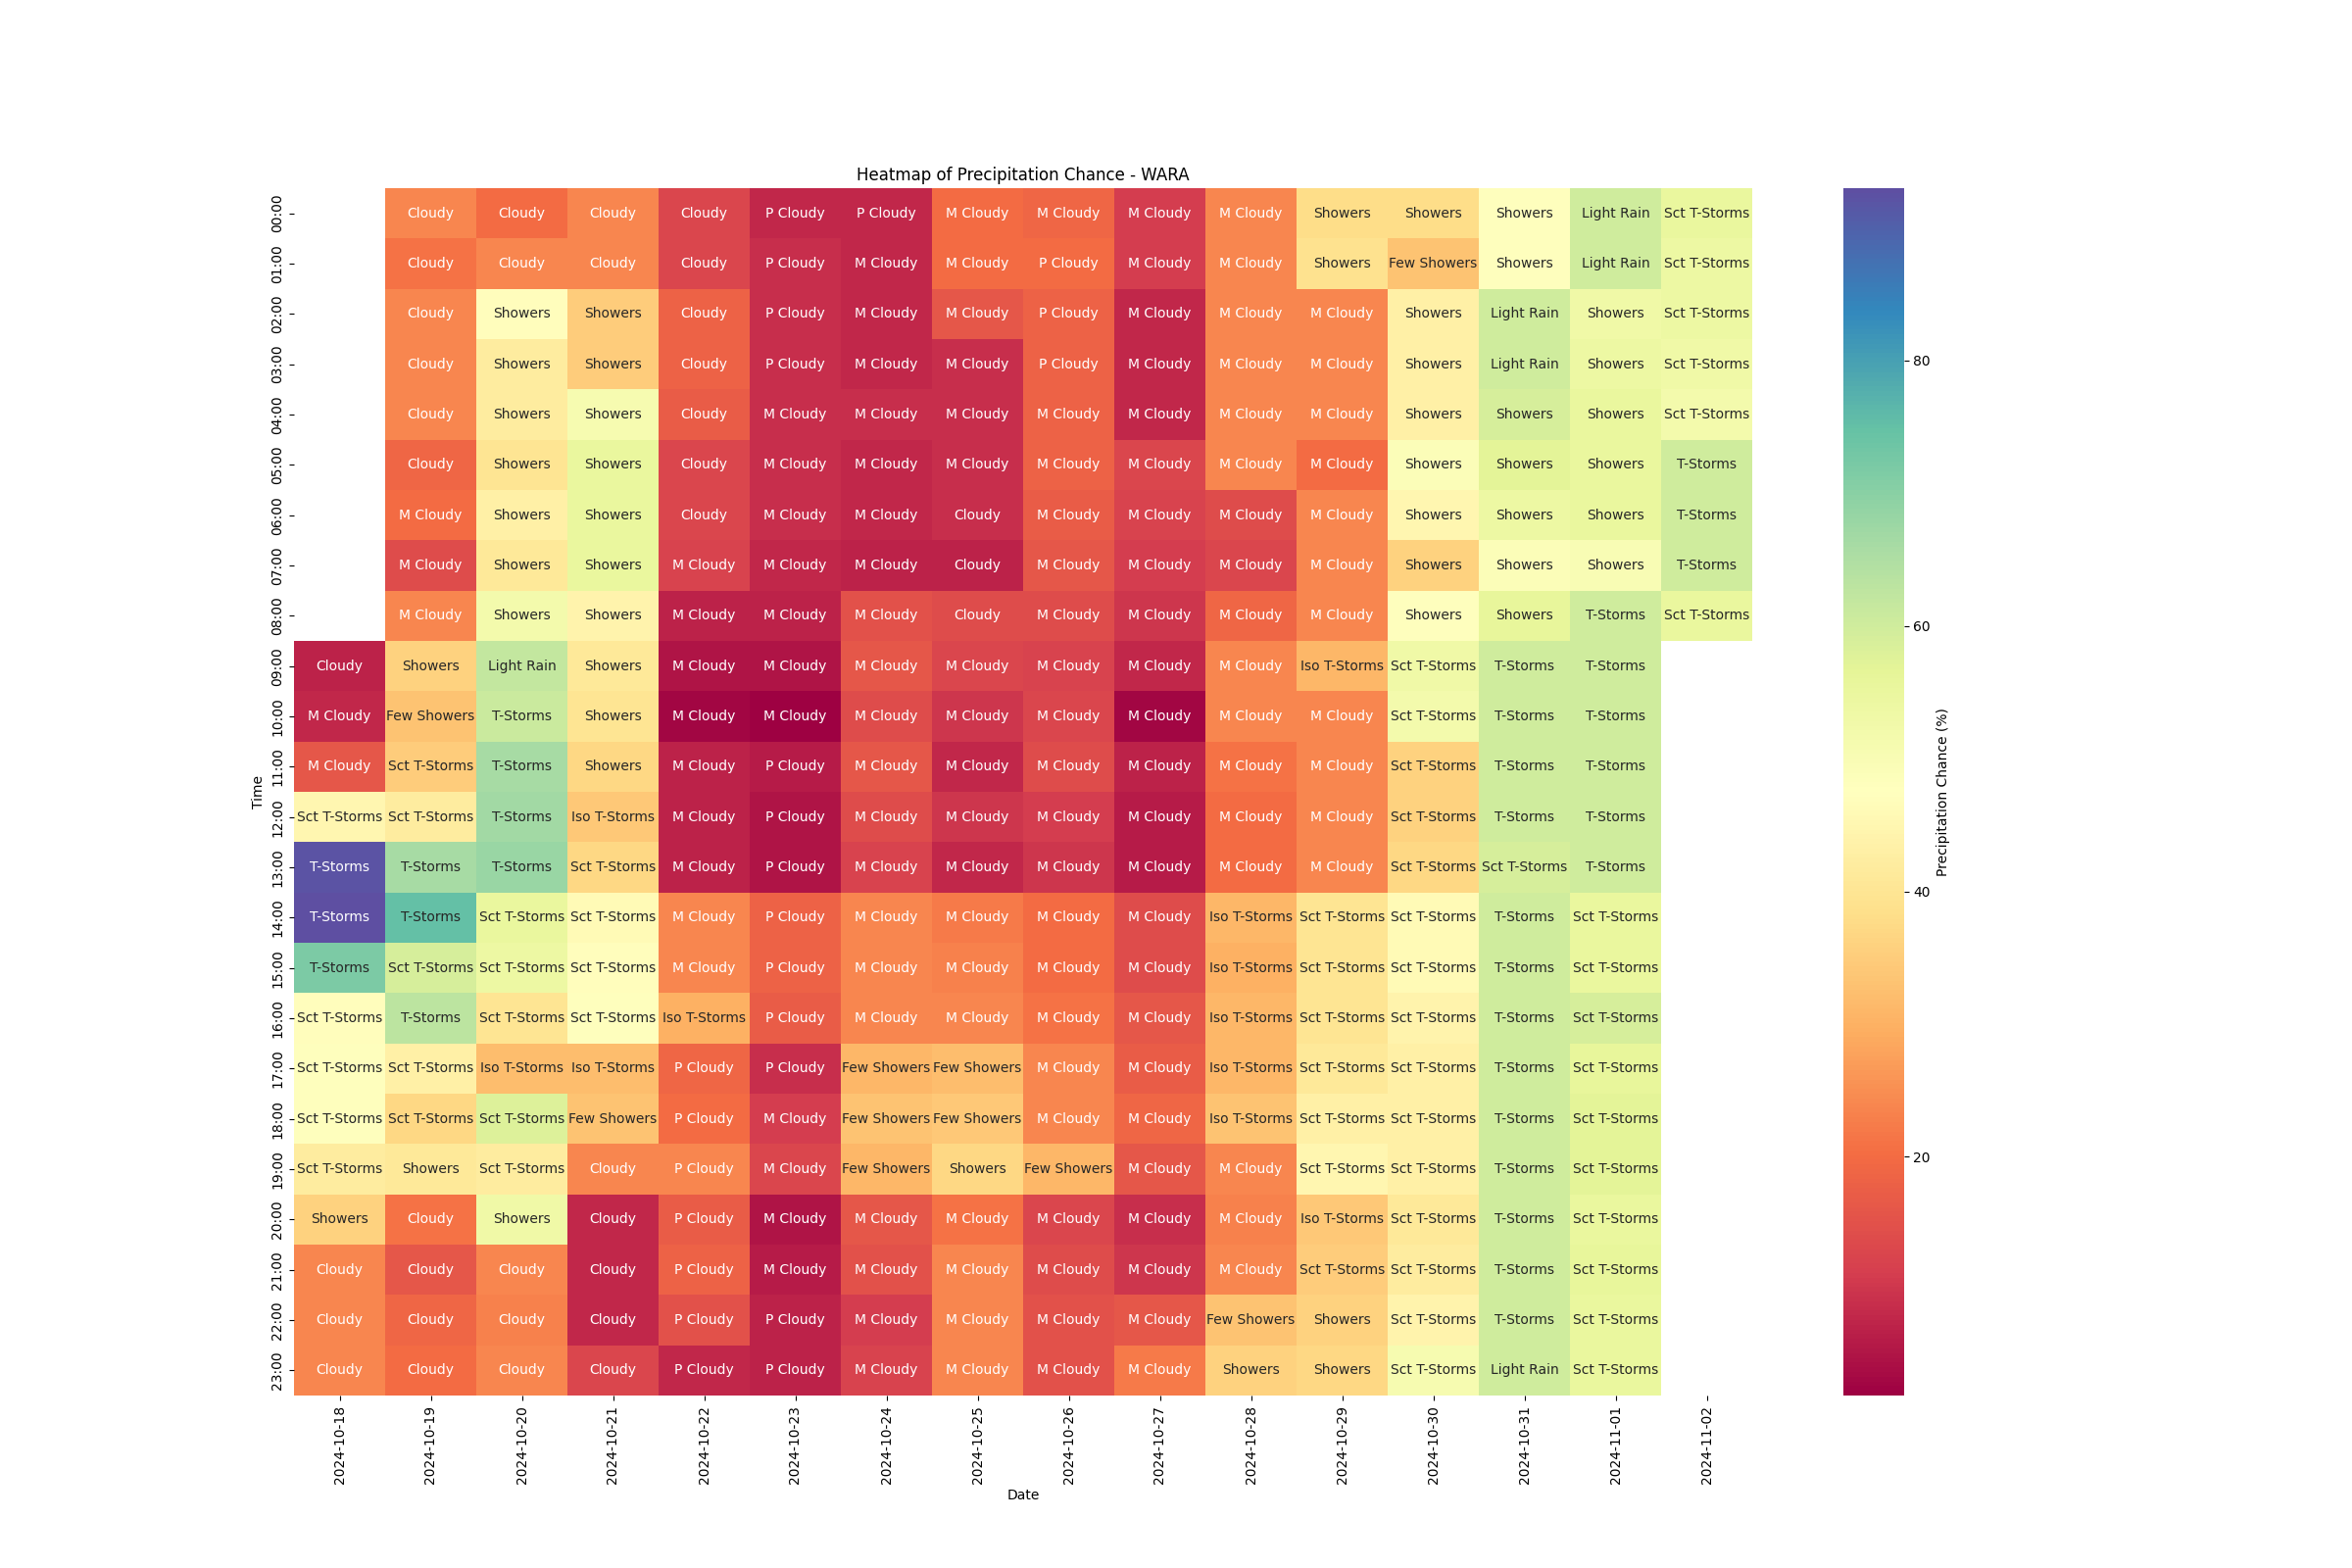 Heatmap of Precipitation Chance - WARA
00:00 Cloudy Cloudy Cloudy Cloudy P Cloudy P Cloudy M Cloudy M Cloudy M Cloudy M Cloudy Showers Showers Showers Light Rain Sct T-Storms
01:00 Cloudy Cloudy Cloudy Cloudy P Cloudy M Cloudy M Cloudy P Cloudy M Cloudy M Cloudy Showers Few Showers Showers Light Rain Sct T-Storms
02:00 Cloudy Showers Showers Cloudy P Cloudy M Cloudy M Cloudy P Cloudy M Cloudy M Cloudy M Cloudy Showers Light Rain Showers Sct T-Storms
03:00 Cloudy Showers Showers Cloudy P Cloudy M Cloudy M Cloudy P Cloudy M Cloudy M Cloudy M Cloudy Showers Light Rain Showers Sct T-Storms
80
04:00 Cloudy Showers Showers Cloudy M Cloudy M Cloudy M Cloudy M Cloudy M Cloudy M Cloudy M Cloudy Showers Showers Showers Sct T-Storms
05:00 Cloudy Showers Showers Cloudy M Cloudy M Cloudy M Cloudy M Cloudy M Cloudy M Cloudy M Cloudy Showers Showers Showers T-Storms
06:00 M Cloudy Showers Showers Cloudy M Cloudy M Cloudy Cloudy M Cloudy M Cloudy M Cloudy M Cloudy Showers Showers Showers T-Storms
07:00 M Cloudy Showers Showers M Cloudy M Cloudy M Cloudy Cloudy M Cloudy M Cloudy M Cloudy M Cloudy Showers Showers Showers T-Storms
08:00 M Cloudy Showers Showers M Cloudy M Cloudy M Cloudy Cloudy M Cloudy M Cloudy M Cloudy M Cloudy Showers Showers T-Storms Sct T-Storms
60
09:00 Cloudy Showers Light Rain Showers M Cloudy M Cloudy M Cloudy M Cloudy M Cloudy M Cloudy M Cloudy Iso T-Storms Sct T-Storms T-Storms T-Storms
10:00 M Cloudy Few Showers T-Storms Showers M Cloudy M Cloudy M Cloudy M Cloudy M Cloudy M Cloudy M Cloudy M Cloudy Sct T-Storms T-Storms T-Storms
11:00 M Cloudy Sct T-Storms T-Storms Showers M Cloudy P Cloudy M Cloudy M Cloudy M Cloudy M Cloudy M Cloudy M Cloudy Sct T-Storms T-Storms T-Storms
Time
Precipitation Chance (%)
12:00 Sct T-Storms Sct T-Storms T-Storms Iso T-Storms M Cloudy P Cloudy M Cloudy M Cloudy M Cloudy M Cloudy M Cloudy M Cloudy Sct T-Storms T-Storms T-Storms
13:00 T-Storms T-Storms T-Storms Sct T-Storms M Cloudy P Cloudy M Cloudy M Cloudy M Cloudy M Cloudy M Cloudy M Cloudy Sct T-Storms Sct T-Storms T-Storms
40
14:00 T-Storms T-Storms Sct T-Storms Sct T-Storms M Cloudy P Cloudy M Cloudy M Cloudy M Cloudy M Cloudy Iso T-Storms Sct T-Storms Sct T-Storms T-Storms Sct T-Storms
15:00 T-Storms Sct T-Storms Sct T-Storms Sct T-Storms M Cloudy P Cloudy M Cloudy M Cloudy M Cloudy M Cloudy Iso T-Storms Sct T-Storms Sct T-Storms T-Storms Sct T-Storms
16:00 Sct T-Storms T-Storms Sct T-Storms Sct T-Storms Iso T-Storms P Cloudy M Cloudy M Cloudy M Cloudy M Cloudy Iso T-Storms Sct T-Storms Sct T-Storms T-Storms Sct T-Storms
17:00 Sct T-Storms Sct T-Storms Iso T-Storms Iso T-Storms P Cloudy P Cloudy Few Showers Few Showers M Cloudy M Cloudy Iso T-Storms Sct T-Storms Sct T-Storms T-Storms Sct T-Storms
18:00 Sct T-Storms Sct T-Storms Sct T-Storms Few Showers P Cloudy M Cloudy Few Showers Few Showers M Cloudy M Cloudy Iso T-Storms Sct T-Storms Sct T-Storms T-Storms Sct T-Storms
19:00 Sct T-Storms Showers Sct T-Storms Cloudy P Cloudy M Cloudy Few Showers Showers Few Showers M Cloudy M Cloudy Sct T-Storms Sct T-Storms T-Storms Sct T-Storms
20
20:00 Showers Cloudy Showers Cloudy P Cloudy M Cloudy M Cloudy M Cloudy M Cloudy M Cloudy M Cloudy Iso T-Storms Sct T-Storms T-Storms Sct T-Storms
21:00 Cloudy Cloudy Cloudy Cloudy P Cloudy M Cloudy M Cloudy M Cloudy M Cloudy M Cloudy M Cloudy Sct T-Storms Sct T-Storms T-Storms Sct T-Storms
22:00 Cloudy Cloudy Cloudy Cloudy P Cloudy P Cloudy M Cloudy M Cloudy M Cloudy M Cloudy Few Showers Showers Sct T-Storms T-Storms Sct T-Storms
23:00 Cloudy Cloudy Cloudy Cloudy P Cloudy P Cloudy M Cloudy M Cloudy M Cloudy M Cloudy Showers Showers Sct T-Storms Light Rain Sct T-Storms
2024-10-18 2024-10-19 2024-10-20 2024-10-21 2024-10-22 2024-10-23 2024-10-24 2024-10-25 2024-10-26 2024-10-27 2024-10-28 2024-10-29 2024-10-30 2024-10-31 2024-11-01 2024-11-02
Date